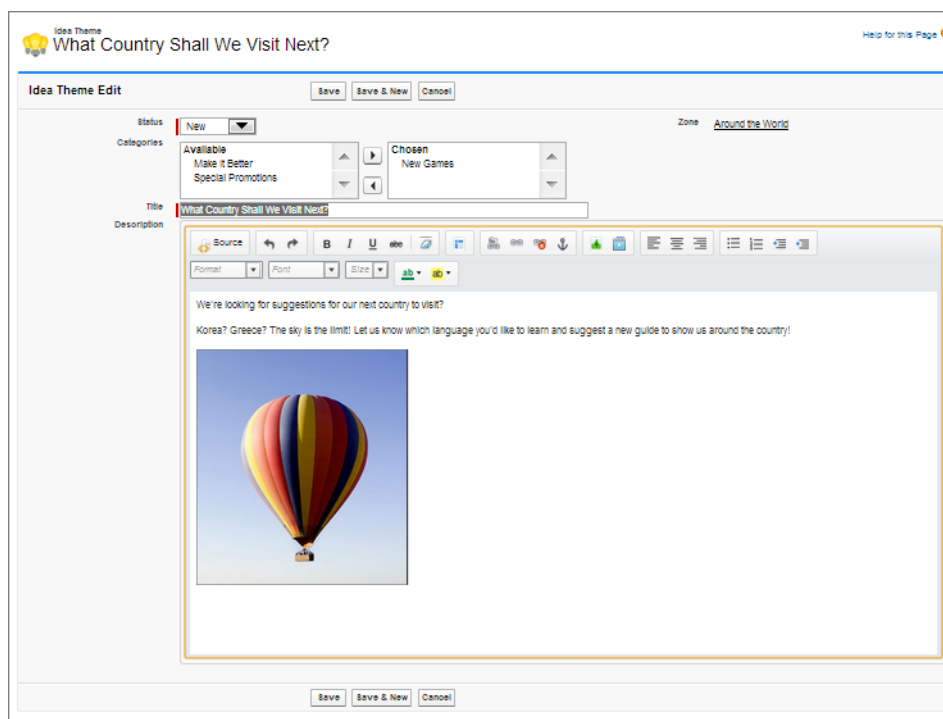 Idea Theme
What Country Shall We Visit Next?
Help for this Page
Idea Theme Edit
Save Save & New Cancel
Status New
Zone Around the World
Categories
Available Chosen
Make It Better New Games
Special Promotions
Title What Country Shall We Visit Next?
Description
Source B I U abc
Format Font Size ab ab
We're looking for suggestions for our next country to visit?
Korea? Greece? The sky is the limit! Let us know which language you'd like to learn and suggest a new guide to show us around the country!
Save Save & New Cancel